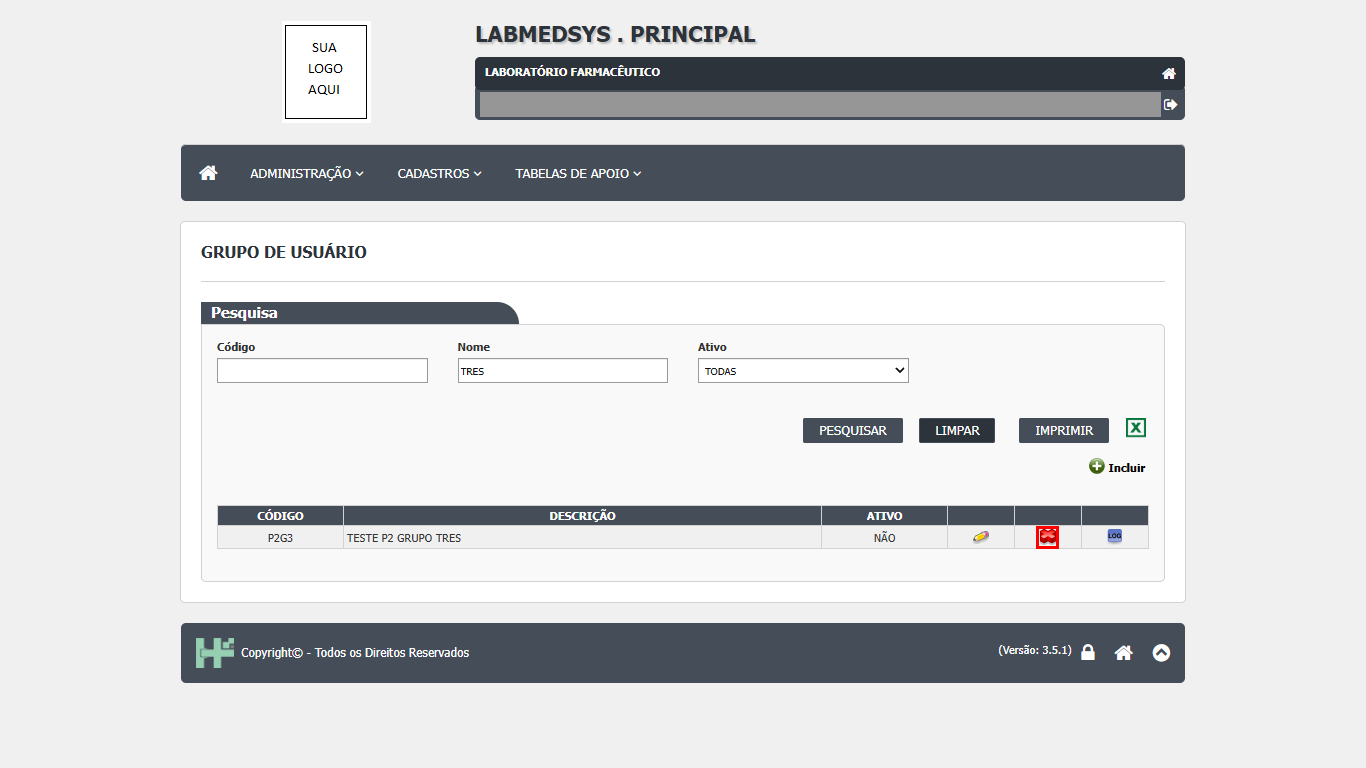 SUA
LOGO
AQUI
LABMEDSYS . PRINCIPAL
LABORATÓRIO FARMACÊUTICO
ADMINISTRAÇÃO CADASTROS TABELAS DE APOIO
GRUPO DE USUÁRIO
Pesquisa
Código Nome Ativo
TRES TODAS
PESQUISAR LIMPAR IMPRIMIR X
Incluir
CÓDIGO DESCRIÇÃO ATIVO
P2G3 TESTE P2 GRUPO TRES NÃO LOG
Copyright© - Todos os Direitos Reservados (Versão: 3.5.1)